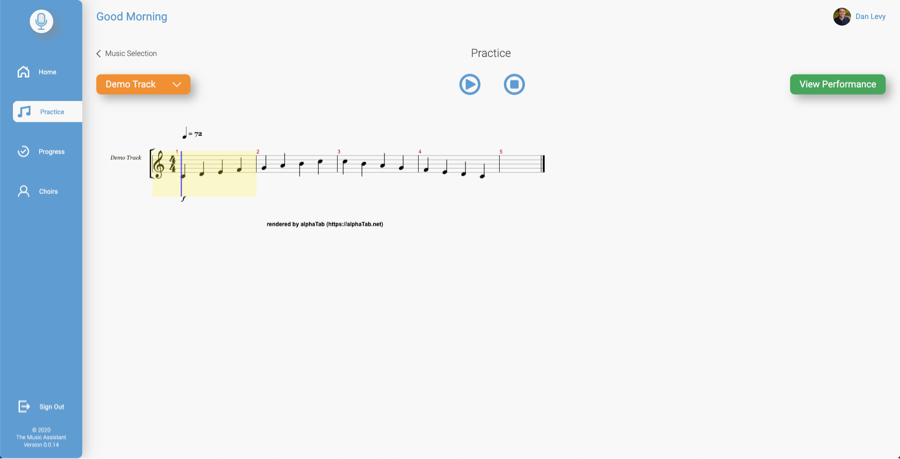 Good Morning
Dan Levy
Music Selection
Practice
Demo Track
View Performance
Home
Practice
Progress
Choirs
= 72
Demo Track
1 2 3 4 5
4
4
f
rendered by alphaTab (https://alphaTab.net)
Sign Out
© 2020
The Music Assistant
Version 0.0.14